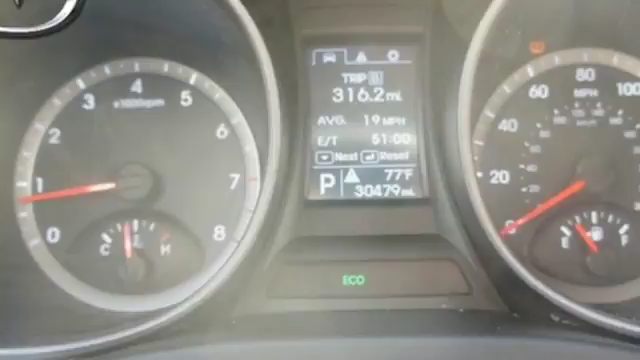 0
1
2
3
4
5
6
7
8
x1000rpm
C H
TRIP B
316.2 mi.
AVG. 19 MPH
E/T 51:00
Next Reset
P 77°F
30479 mi.
ECO
0
20
40
60
80
100
MPH
km/h
E F